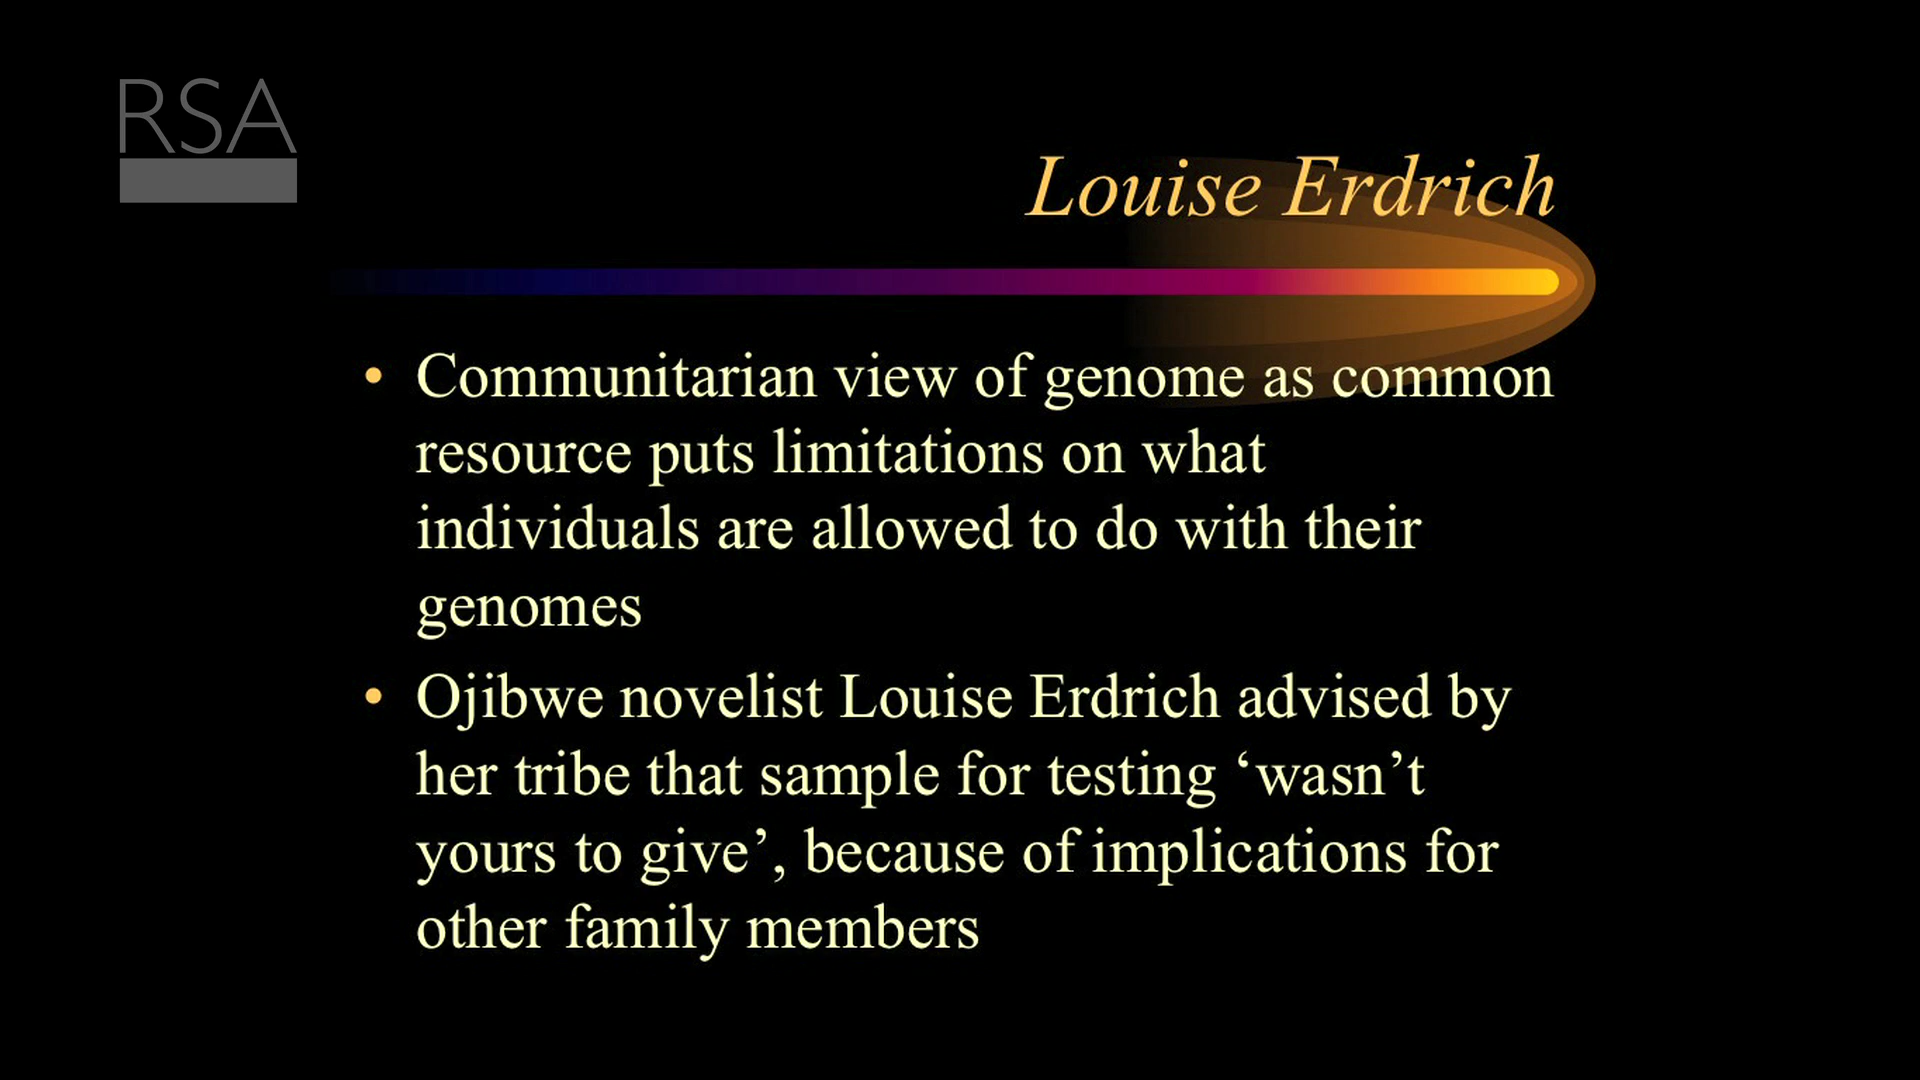 RSA
Louise Erdrich
• Communitarian view of genome as common
resource puts limitations on what
individuals are allowed to do with their
genomes
• Ojibwe novelist Louise Erdrich advised by
her tribe that sample for testing ‘wasn’t
yours to give’, because of implications for
other family members